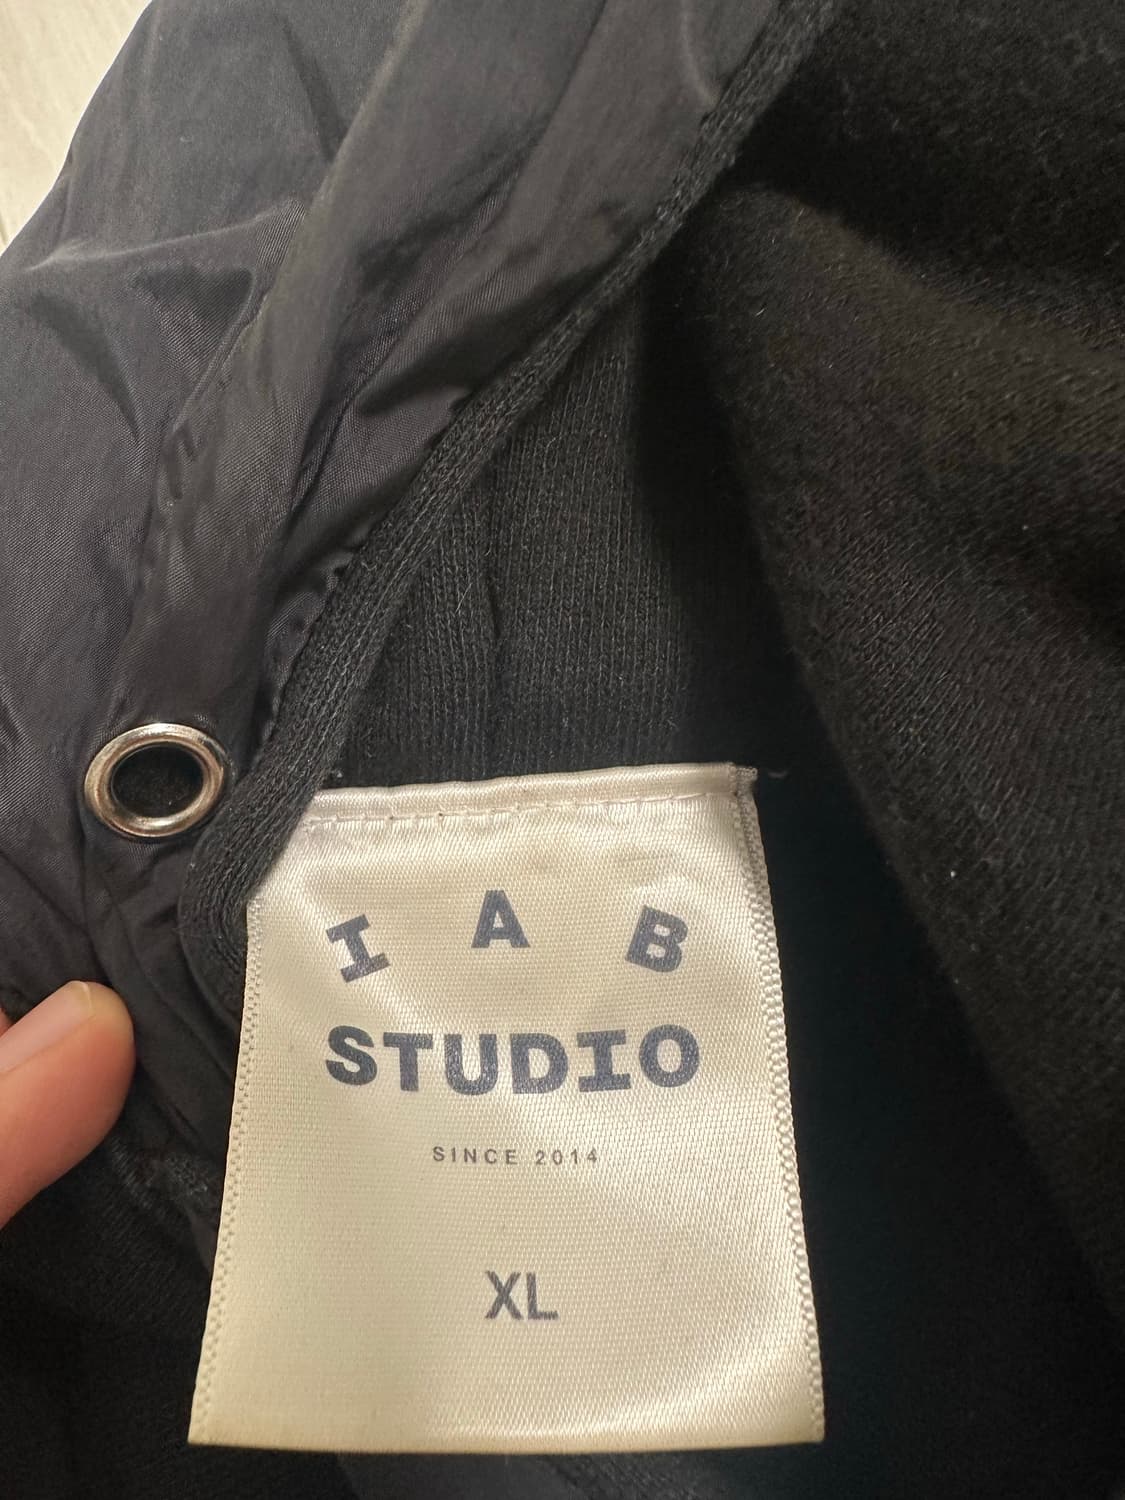 I A B
STUDIO
SINCE 2014
XL